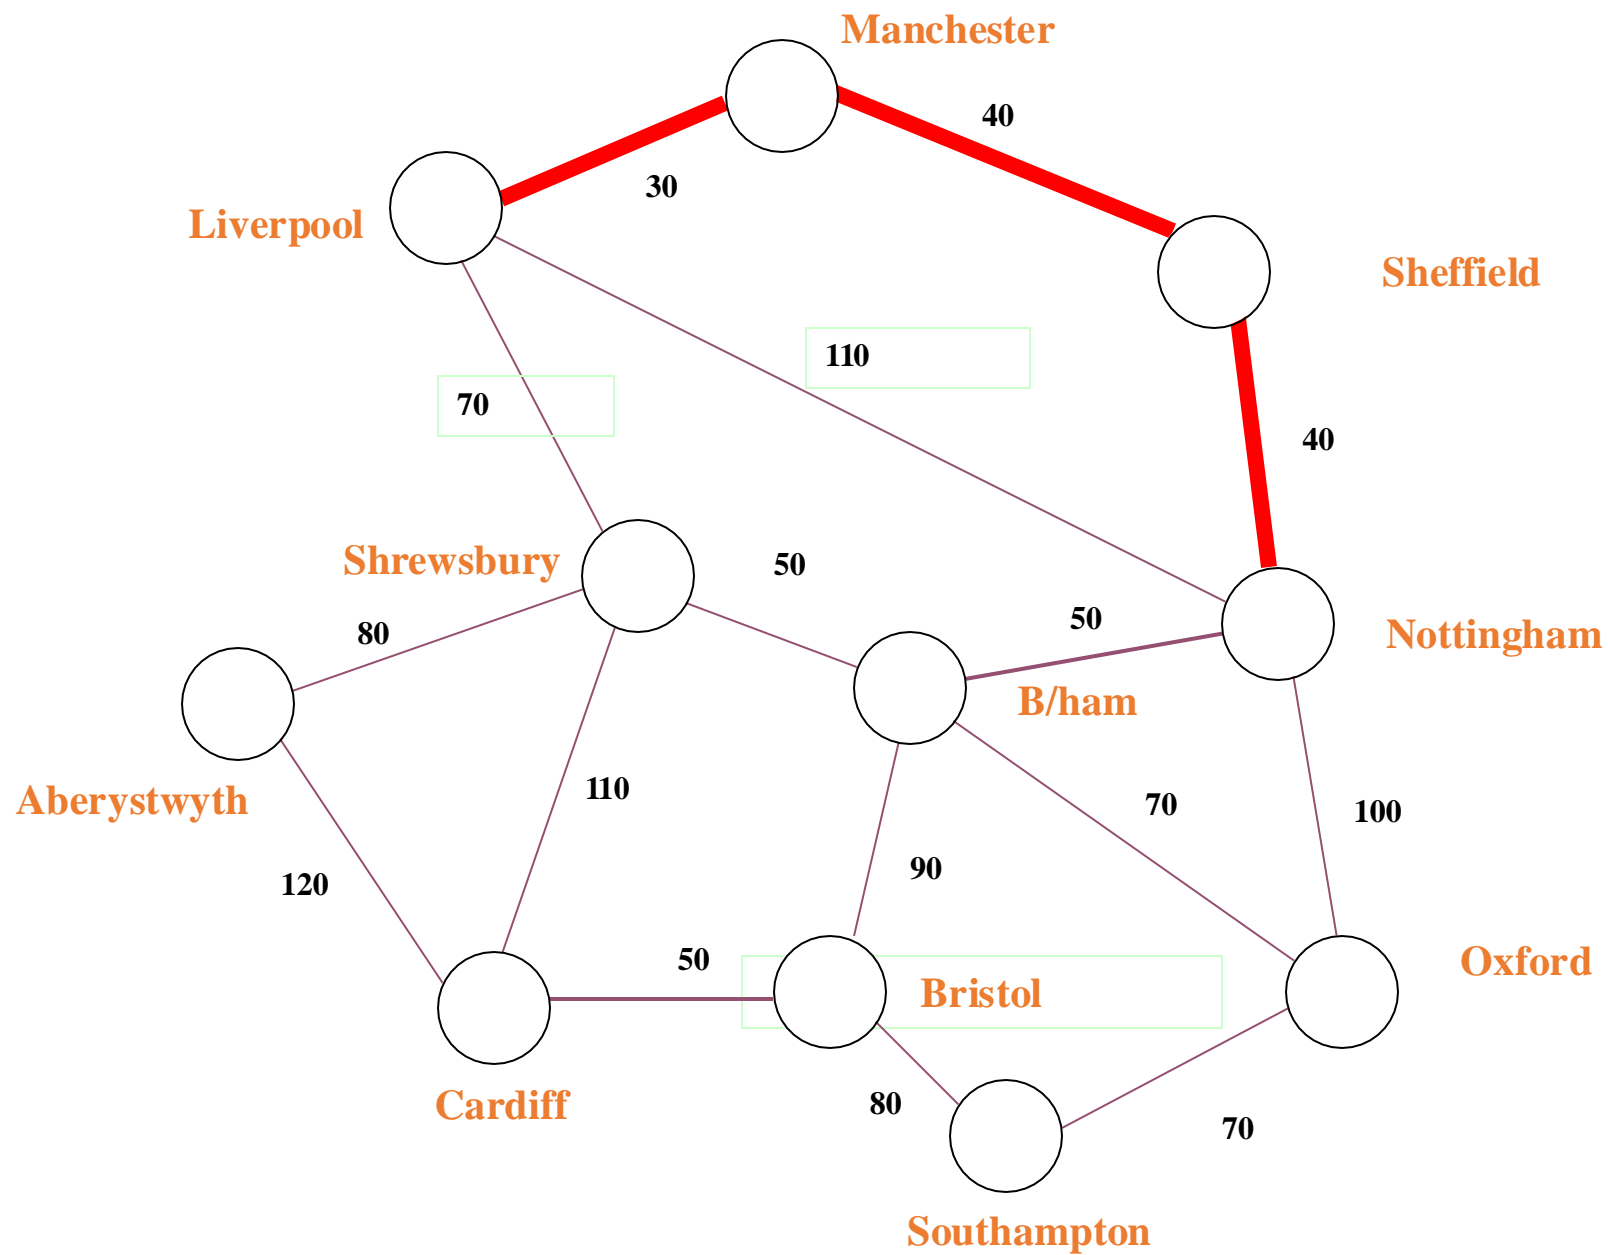 Manchester
40
30
Liverpool
Sheffield
110
70
40
Shrewsbury
50
50
80
Nottingham
B/ham
Aberystwyth
110
70
100
90
120
50
Oxford
Bristol
80
Cardiff
70
Southampton